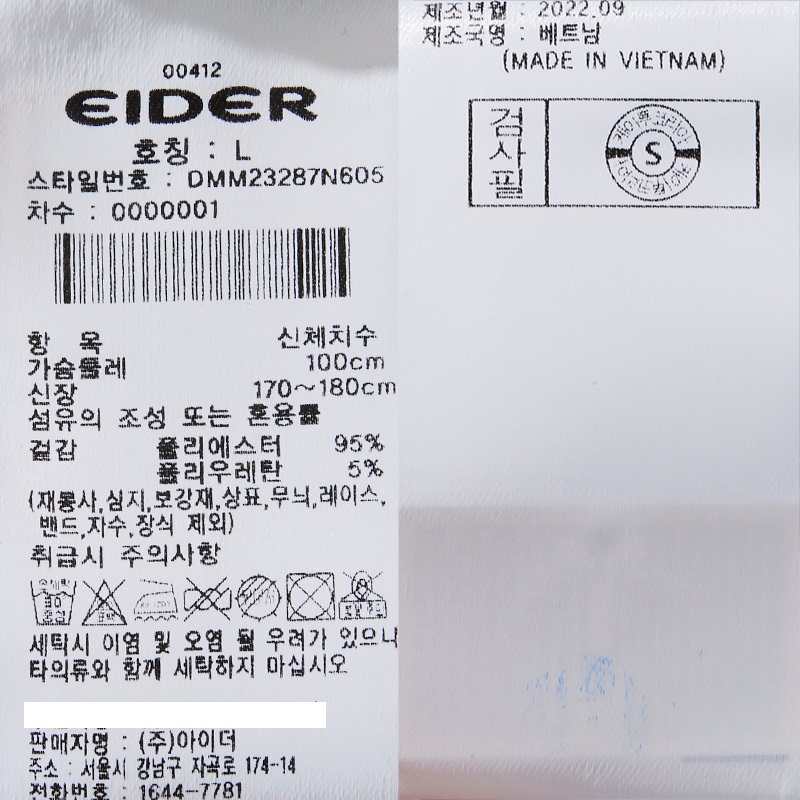 00412
EIDER
호칭 : L
스타일번호 : DMM23287N605
차수 : 0000001
항 목 신체치수
가슴둘레 100cm
신장 170~180cm
섬유의 조성 또는 혼용률
겉감 폴리에스터 95%
폴리우레탄 5%
(재봉사,심지,보강재,상표,무늬,레이스,
밴드,자수,장식 제외)
취급시 주의사항
손세탁
30
중성
세탁시 이염 및 오염 될 우려가 있으니
타의류와 함께 세탁하지 마십시오
판매자명 : (주)아이더
주소 : 서울시 강남구 자곡로 174-14
전화번호 : 1644-7781
제조년월 : 2022.09
제조국명 : 베트남
(MADE IN VIETNAM)
검사필
S